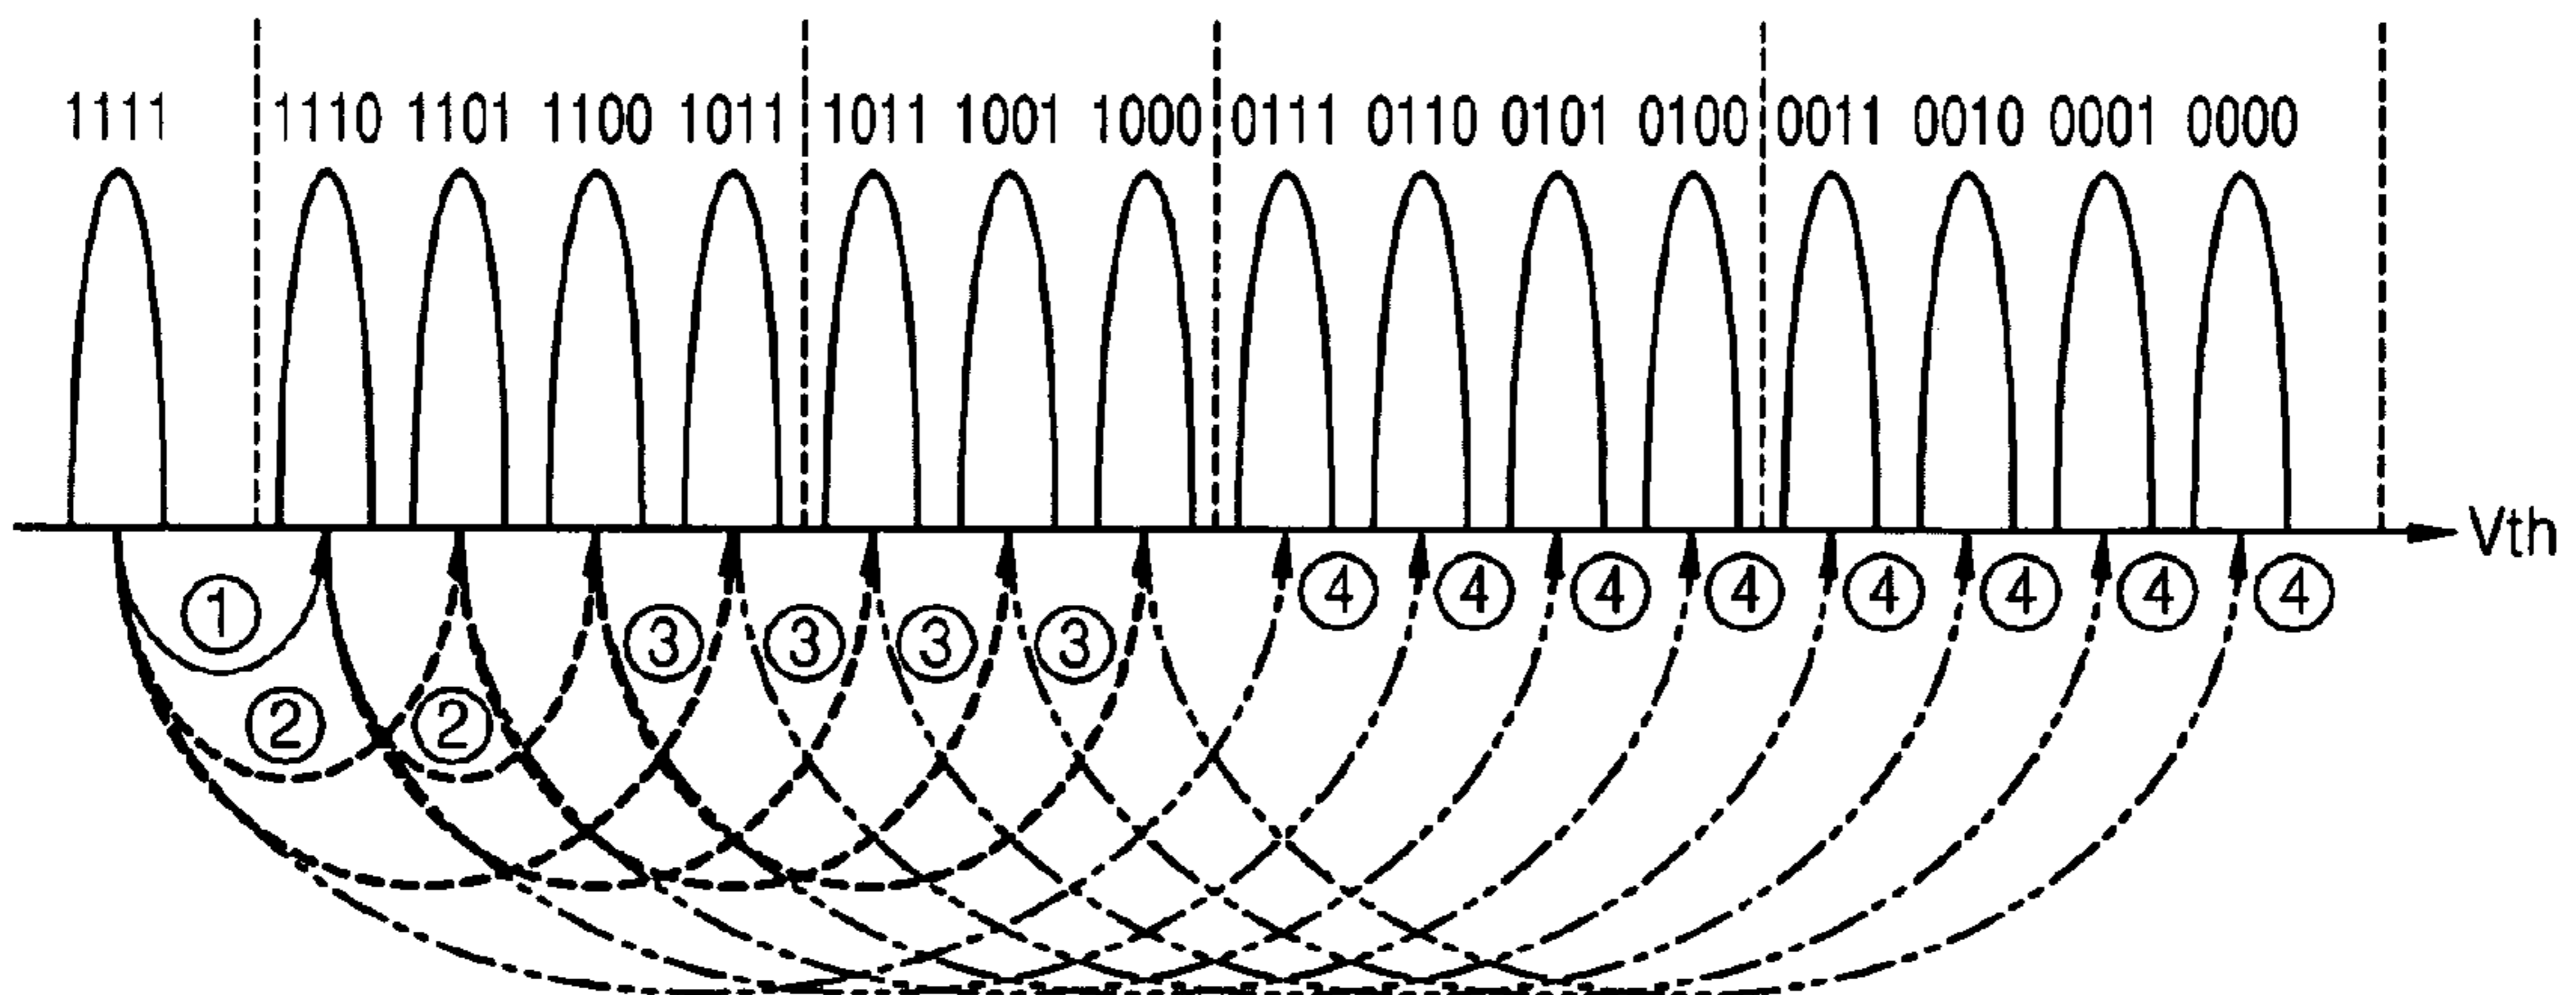 1111 1110 1101 1100 1011 1011 1001 1000 0111 0110 0101 0100 0011 0010 0001 0000
Vth
① ④ ④ ④ ④ ④ ④ ④ ④
③ ③ ③ ③
② ②